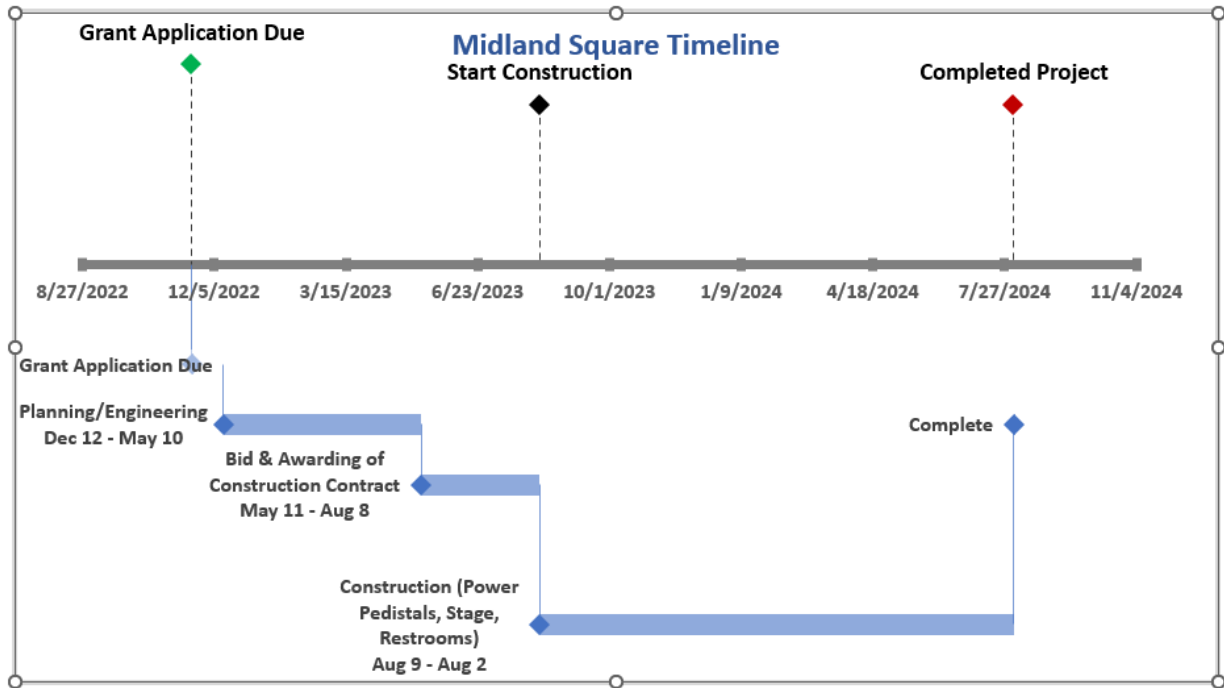 Grant Application Due
Midland Square Timeline
Start Construction
Completed Project
8/27/2022
12/5/2022
3/15/2023
6/23/2023
10/1/2023
1/9/2024
4/18/2024
7/27/2024
11/4/2024
Grant Application Due
Planning/Engineering
Dec 12 - May 10
Complete
Bid & Awarding of
Construction Contract
May 11 - Aug 8
Construction (Power
Pedistals, Stage,
Restrooms)
Aug 9 - Aug 2